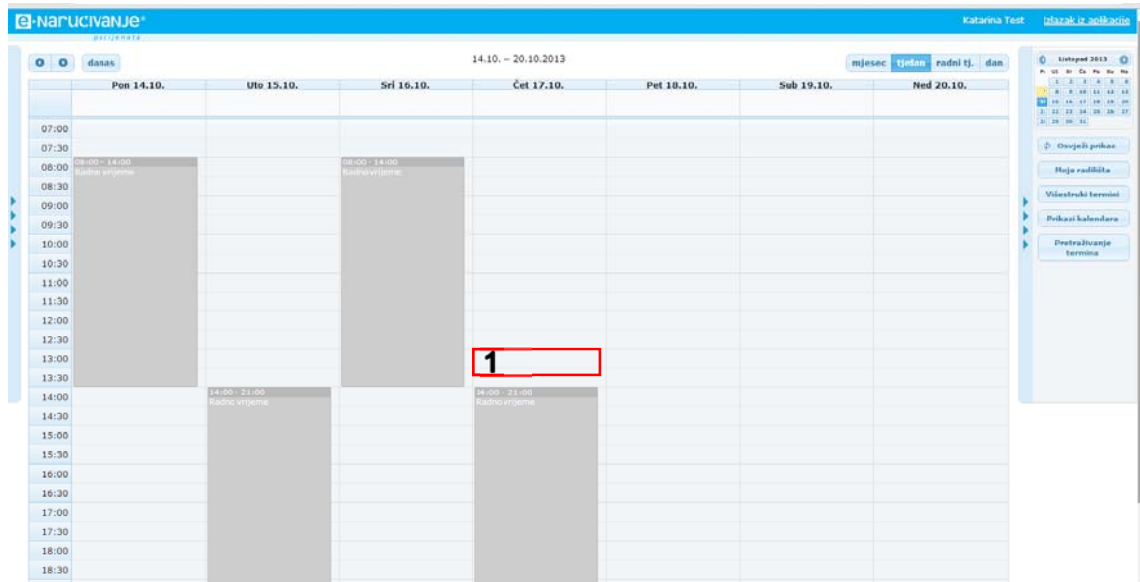 e-Naručivanje
pacijenata
Katarina Test
Izlazak iz aplikacije
danas
14.10. – 20.10.2013
mjesec tjedan radni tj. dan
Pon 14.10. Uto 15.10. Sri 16.10. Čet 17.10. Pet 18.10. Sub 19.10. Ned 20.10.
07:00
07:30
08:00
08:30
09:00
09:30
10:00
10:30
11:00
11:30
12:00
12:30
13:00
13:30
14:00
14:30
15:00
15:30
16:00
16:30
17:00
17:30
18:00
18:30
08:00 - 14:00
Radno vrijeme
14:00 - 21:00
Radno vrijeme
08:00 - 14:00
Radno vrijeme
1
14:00 - 21:00
Radno vrijeme
Listopad 2013
Osvježi prikaz
Moja radilišta
Višestruki termini
Prikazi kalendara
Pretraživanje
termina